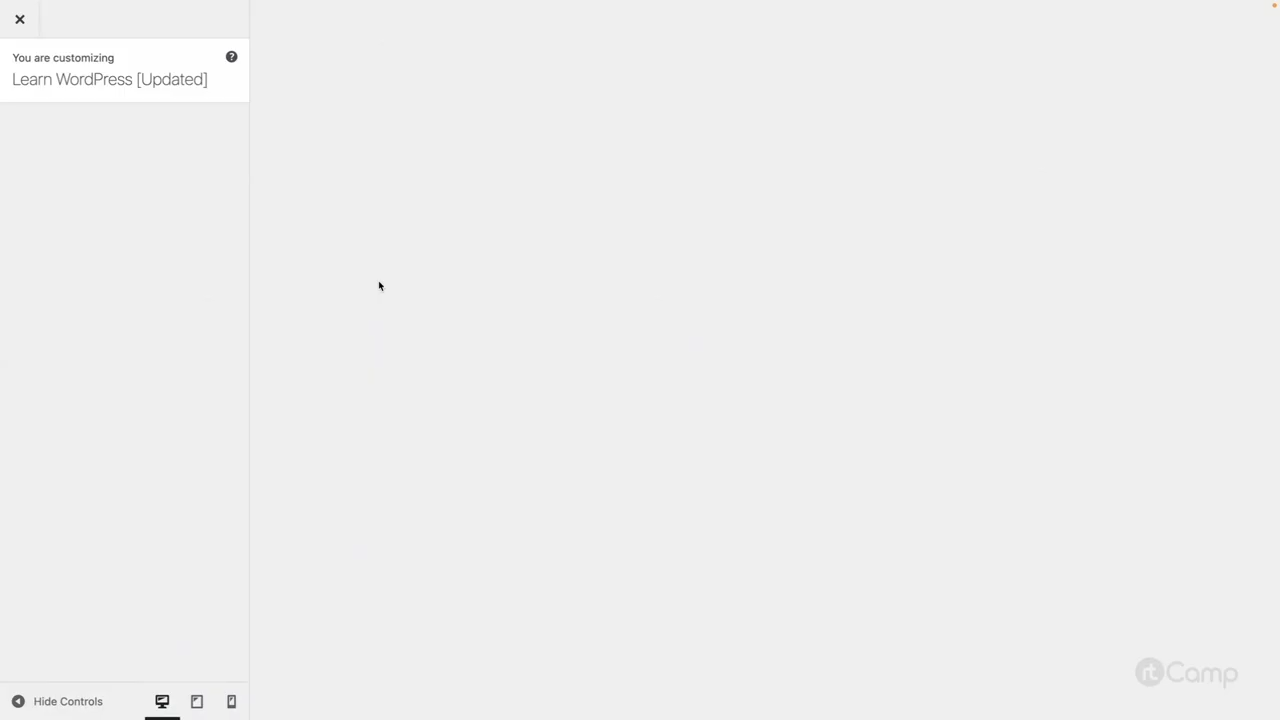 You are customizing
Learn WordPress [Updated]
Hide Controls
rtCamp